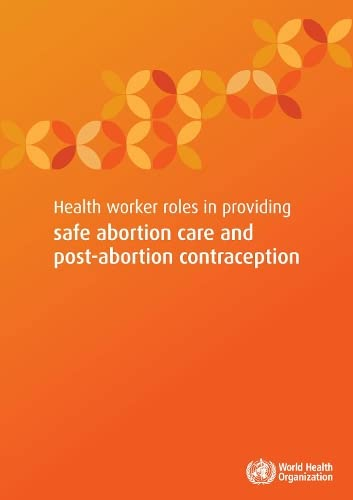 Health worker roles in providing
safe abortion care and
post-abortion contraception
World Health
Organization